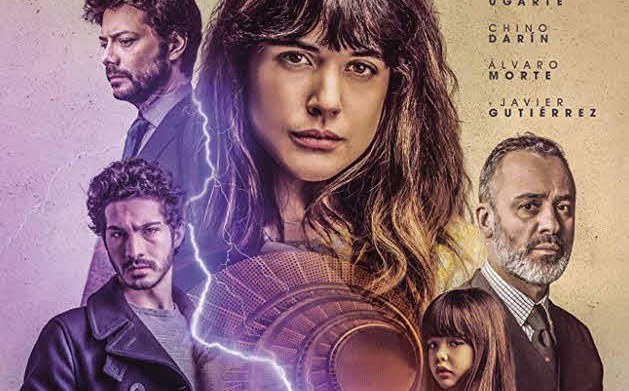 UGARTE
CHINO
DARÍN
ÁLVARO
MORTE
Y JAVIER
GUTIÉRREZ